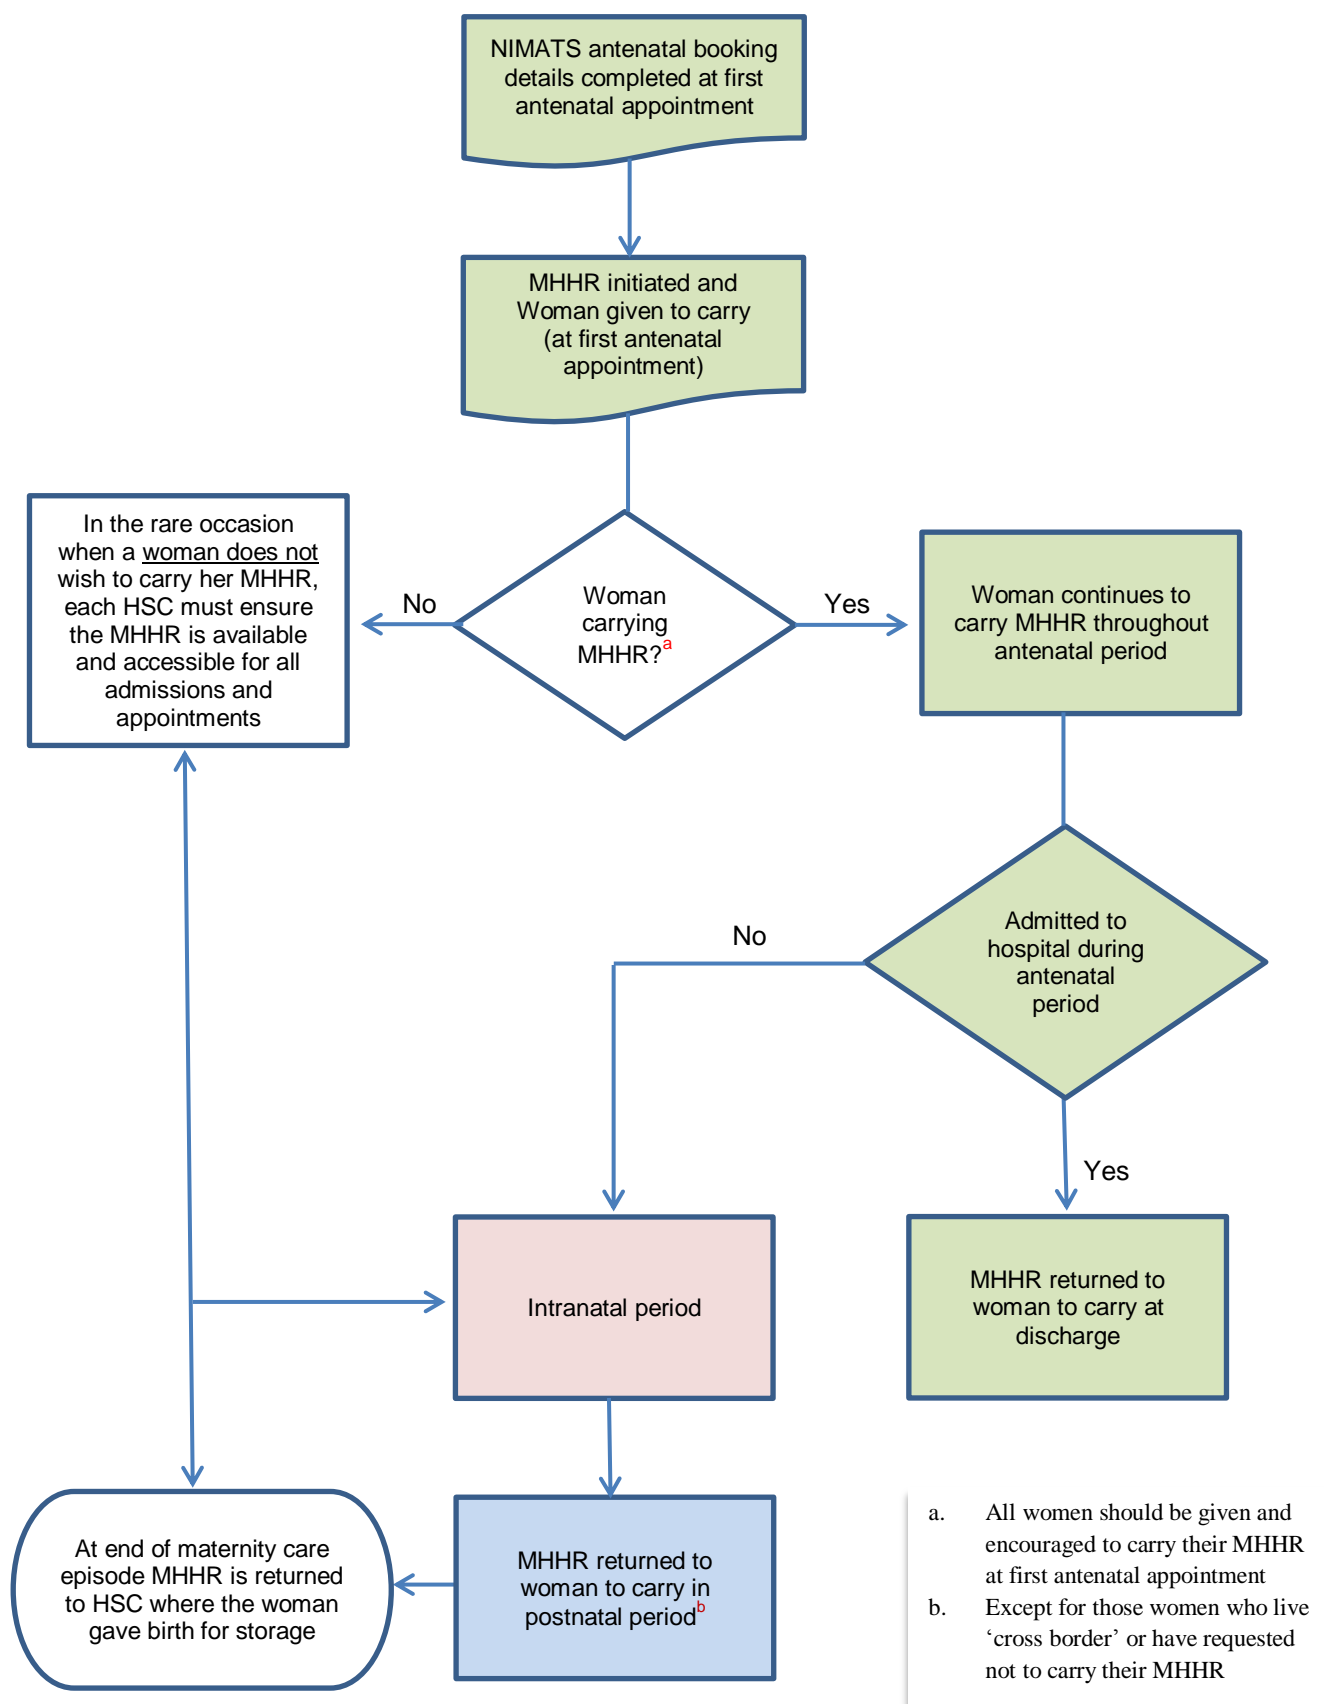 NIMATS antenatal booking
details completed at first
antenatal appointment
MHHR initiated and
Woman given to carry
(at first antenatal
appointment)
In the rare occasion
when a woman does not
wish to carry her MHHR,
each HSC must ensure
the MHHR is available
and accessible for all
admissions and
appointments
No
Woman
carrying
MHHR?a
Yes
Woman continues to
carry MHHR throughout
antenatal period
No
Admitted to
hospital during
antenatal
period
Yes
Intranatal period
MHHR returned to
woman to carry at
discharge
At end of maternity care
episode MHHR is returned
to HSC where the woman
gave birth for storage
MHHR returned to
woman to carry in
postnatal periodb
a. All women should be given and
encouraged to carry their MHHR
at first antenatal appointment
b. Except for those women who live
‘cross border’ or have requested
not to carry their MHHR